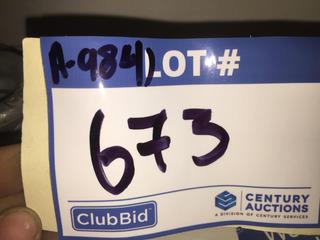 A-984) LOT #
673
ClubBid
CENTURY
AUCTIONS
A DIVISION OF CENTURY SERVICES